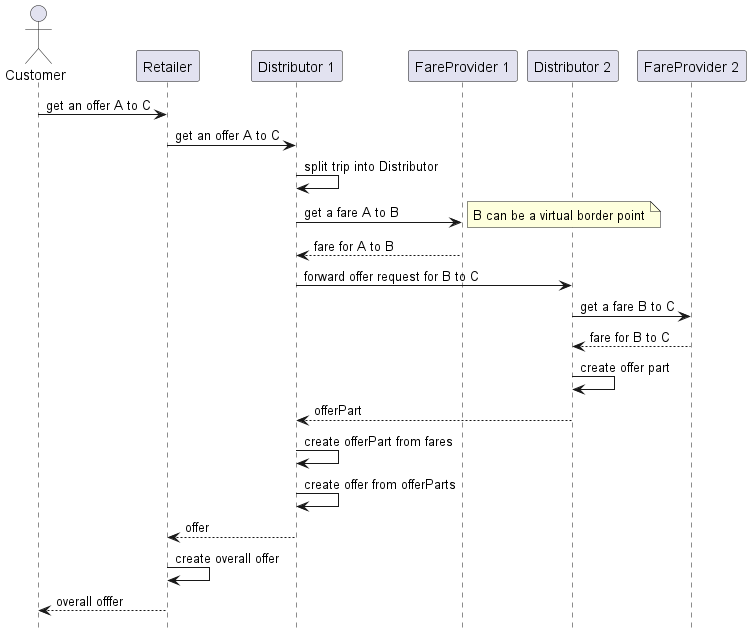 Customer
Retailer
Distributor 1
FareProvider 1
Distributor 2
FareProvider 2
get an offer A to C
get an offer A to C
split trip into Distributor
get a fare A to B
B can be a virtual border point
fare for A to B
forward offer request for B to C
get a fare B to C
fare for B to C
create offer part
offerPart
create offerPart from fares
create offer from offerParts
offer
create overall offer
overall offfer